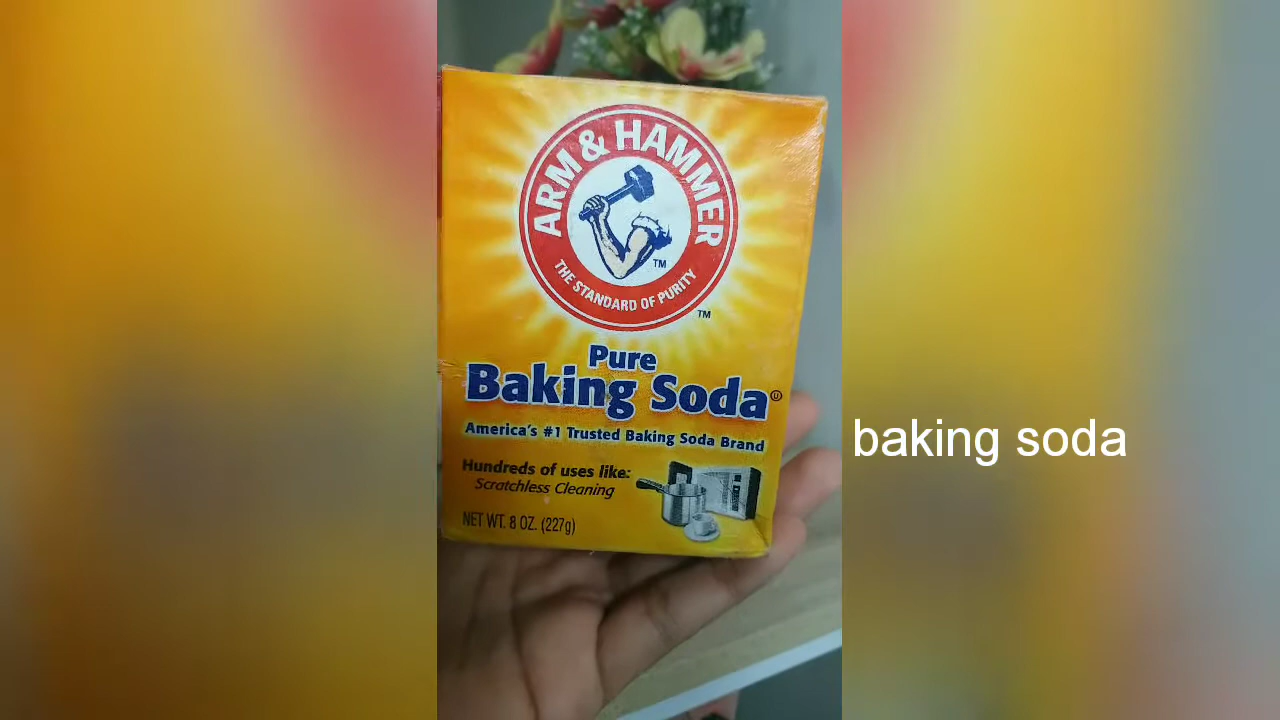 ARM & HAMMER
THE STANDARD OF PURITY
TM
TM
Pure
Baking Soda
America's #1 Trusted Baking Soda Brand
Hundreds of uses like:
Scratchless Cleaning
NET WT. 8 OZ. (227g)
baking soda